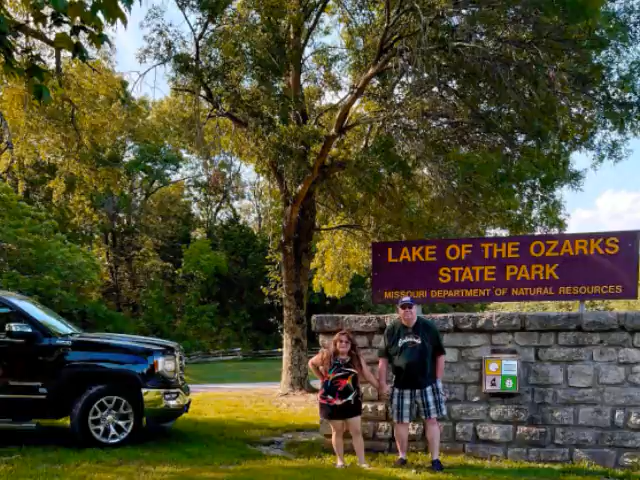 LAKE OF THE OZARKS
STATE PARK
MISSOURI DEPARTMENT OF NATURAL RESOURCES